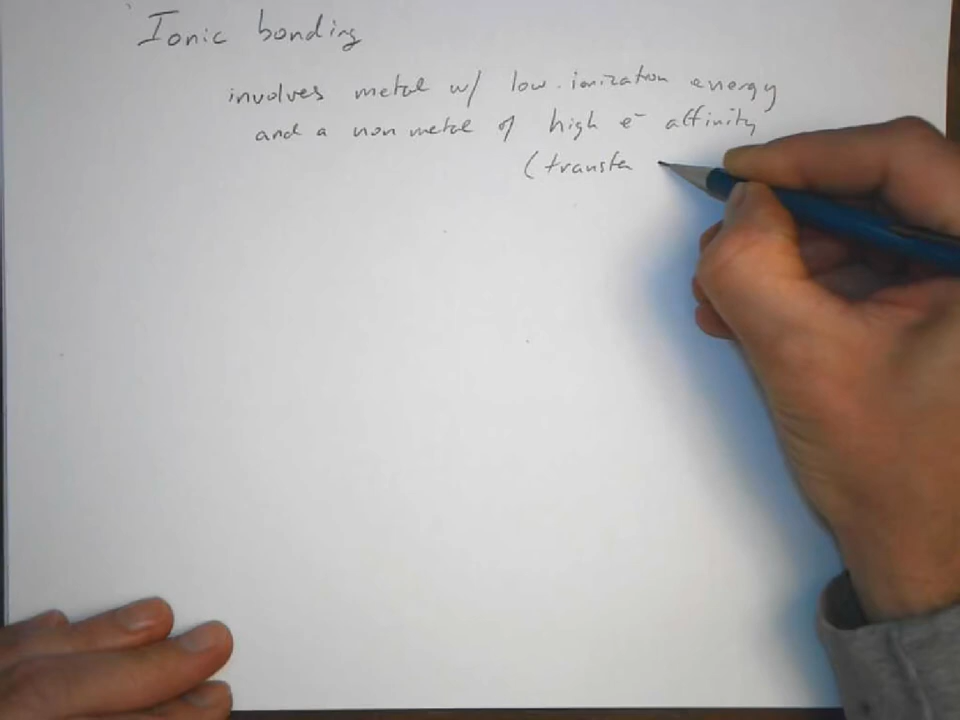 Ionic bonding
involves metal w/ low ionization energy
and a non metal of high e⁻ affinity
(transfer